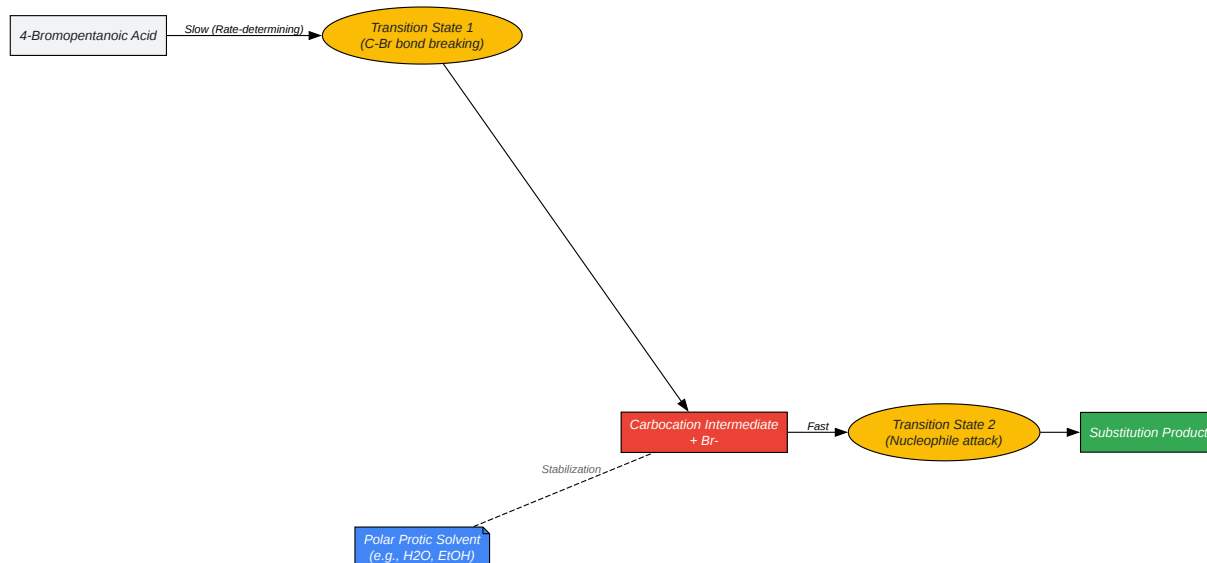 4-Bromopentanoic Acid
Slow (Rate-determining)
Transition State 1
(C-Br bond breaking)
Carbocation Intermediate
+ Br-
Fast
Transition State 2
(Nucleophile attack)
Substitution Product
Stabilization
Polar Protic Solvent
(e.g., H2O, EtOH)